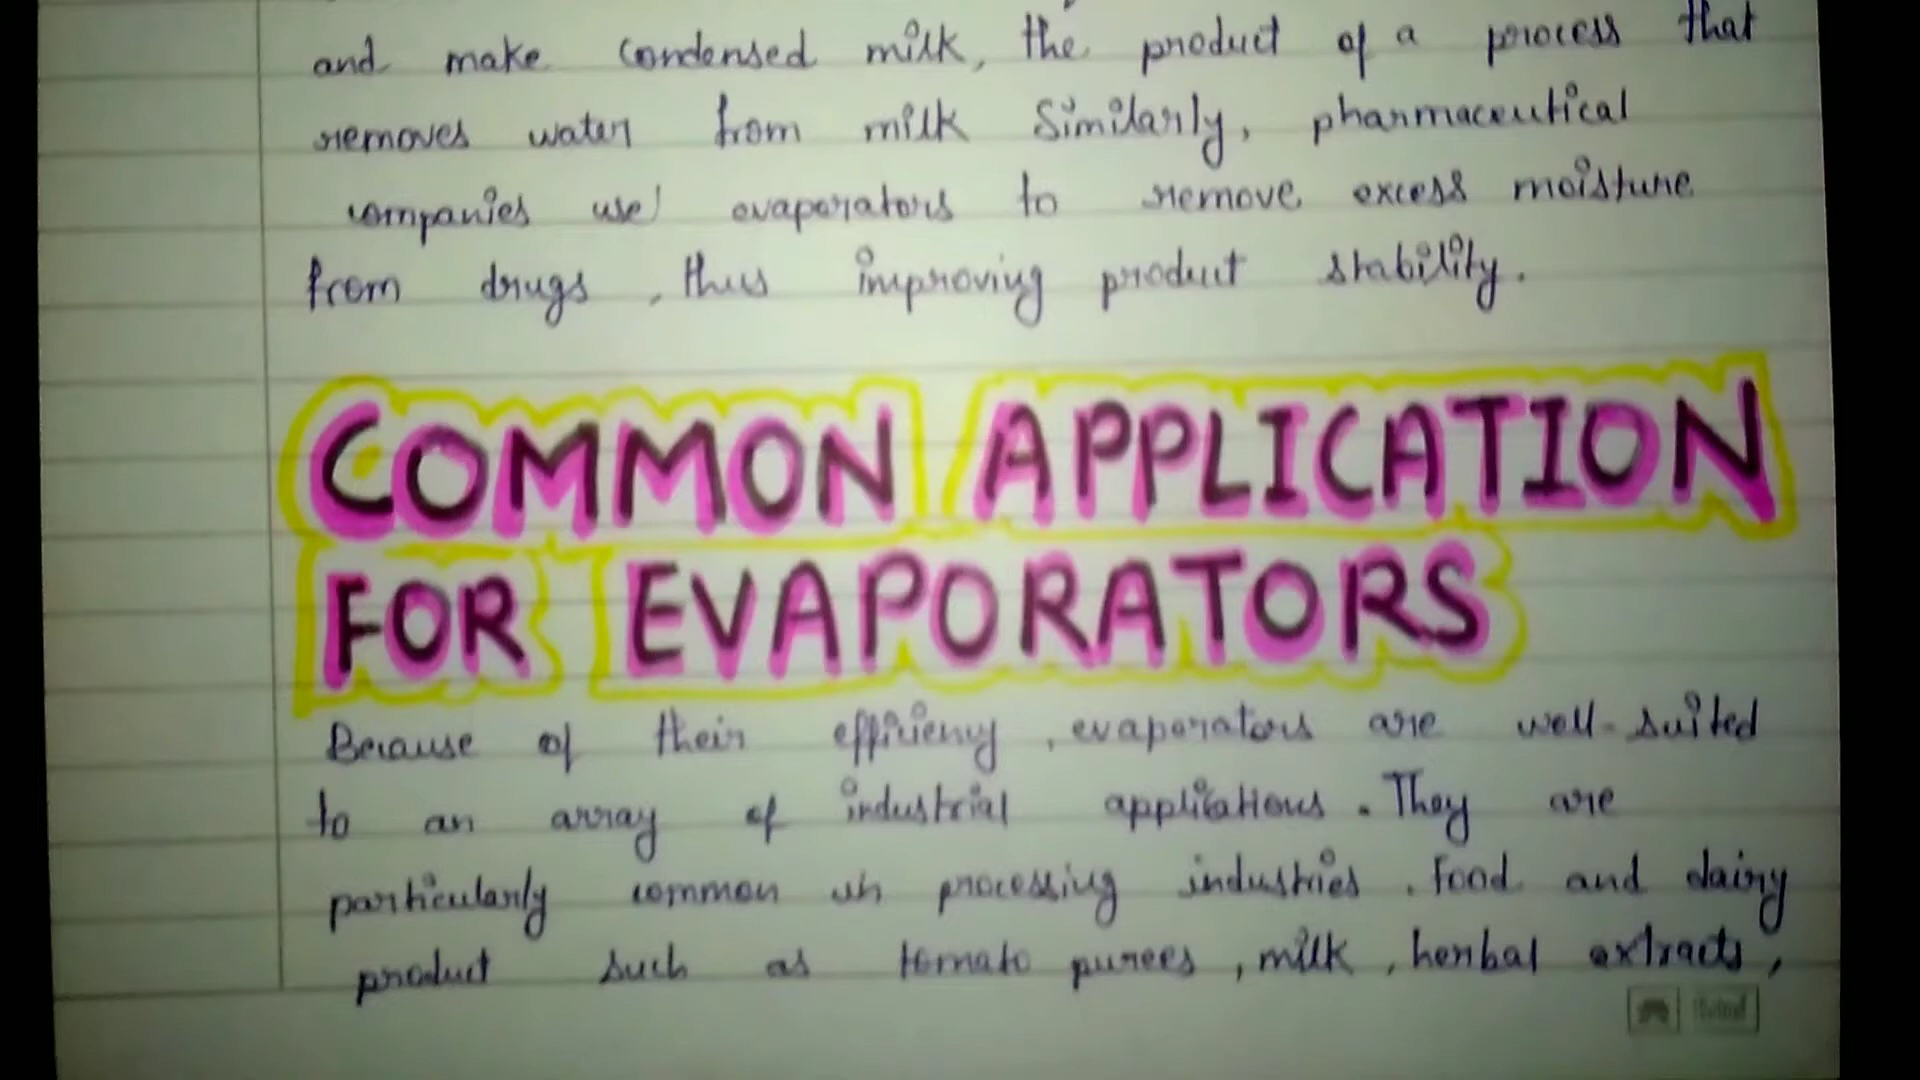 and make condensed milk, the product of a process that
removes water from milk Similarly, pharmaceutical
companies use evaporators to remove excess moisture
from drugs, thus improving product stability.
COMMON APPLICATION
FOR EVAPORATORS
Because of their efficiency, evaporators are well-suited
to an array of industrial applications. They are
particularly common in processing industries. Food and dairy
product such as tomato purees, milk, herbal extracts,